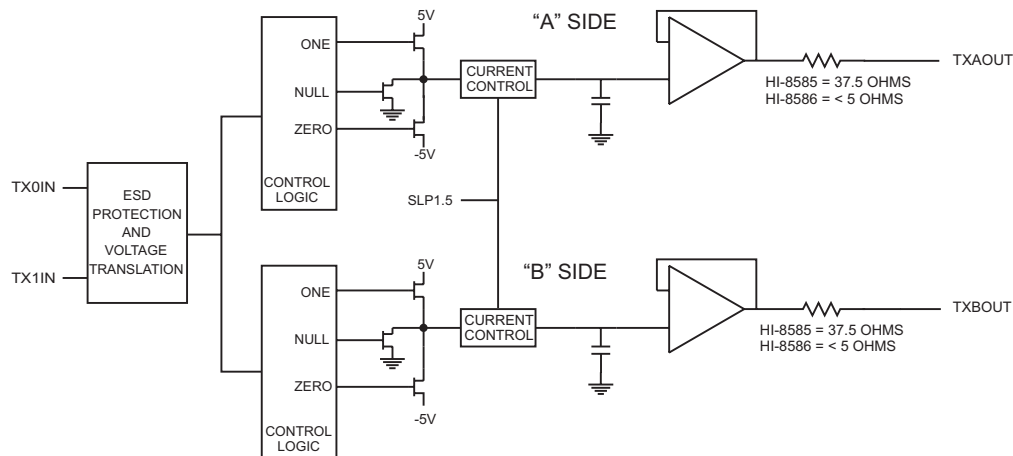 5V
“A” SIDE
ONE
CURRENT
CONTROL
NULL
ZERO
-5V
CONTROL
LOGIC
HI-8585 = 37.5 OHMS
HI-8586 = < 5 OHMS
TXAOUT
TX0IN
TX1IN
ESD
PROTECTION
AND
VOLTAGE
TRANSLATION
SLP1.5
5V
“B” SIDE
ONE
CURRENT
CONTROL
NULL
ZERO
-5V
CONTROL
LOGIC
HI-8585 = 37.5 OHMS
HI-8586 = < 5 OHMS
TXBOUT